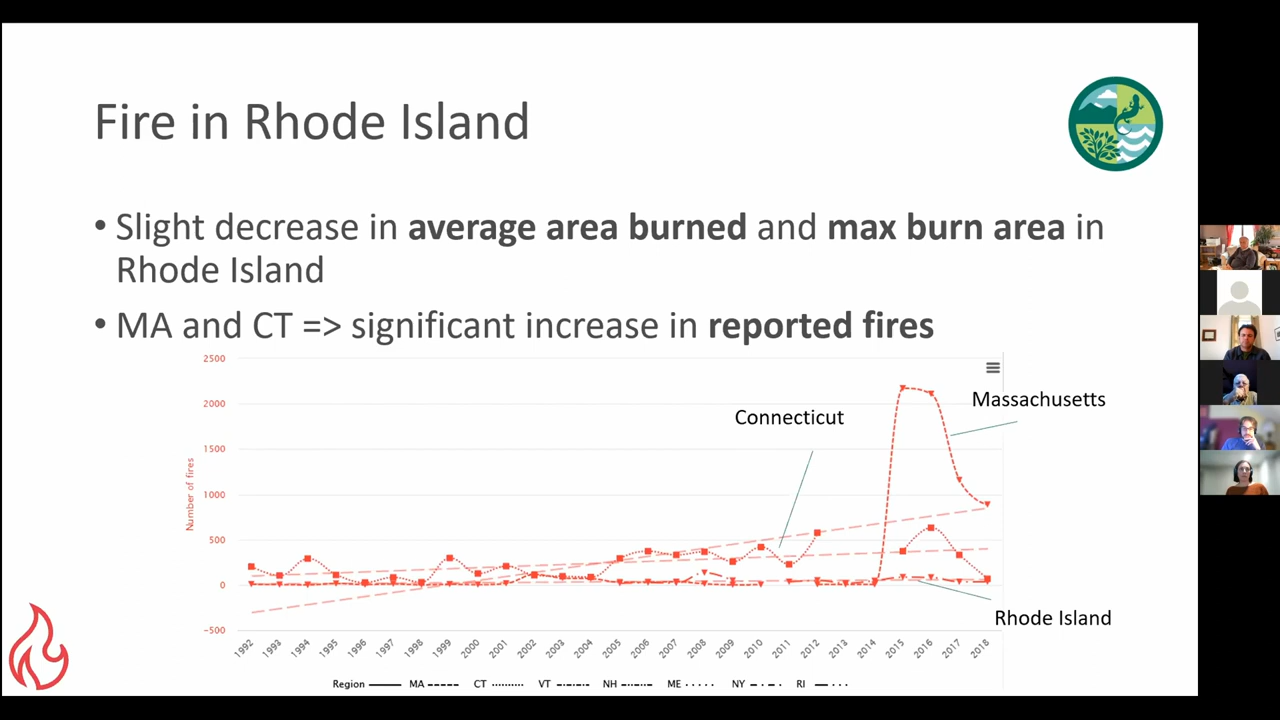 Fire in Rhode Island
• Slight decrease in average area burned and max burn area in
Rhode Island
• MA and CT => significant increase in reported fires
2500
2000
1500
1000
500
0
-500
Number of fires
Connecticut
Massachusetts
Rhode Island
1992 1993 1994 1995 1996 1997 1998 1999 2000 2001 2002 2003 2004 2005 2006 2007 2008 2009 2010 2011 2012 2013 2014 2015 2016 2017 2018
Region MA CT VT NH ME NY RI